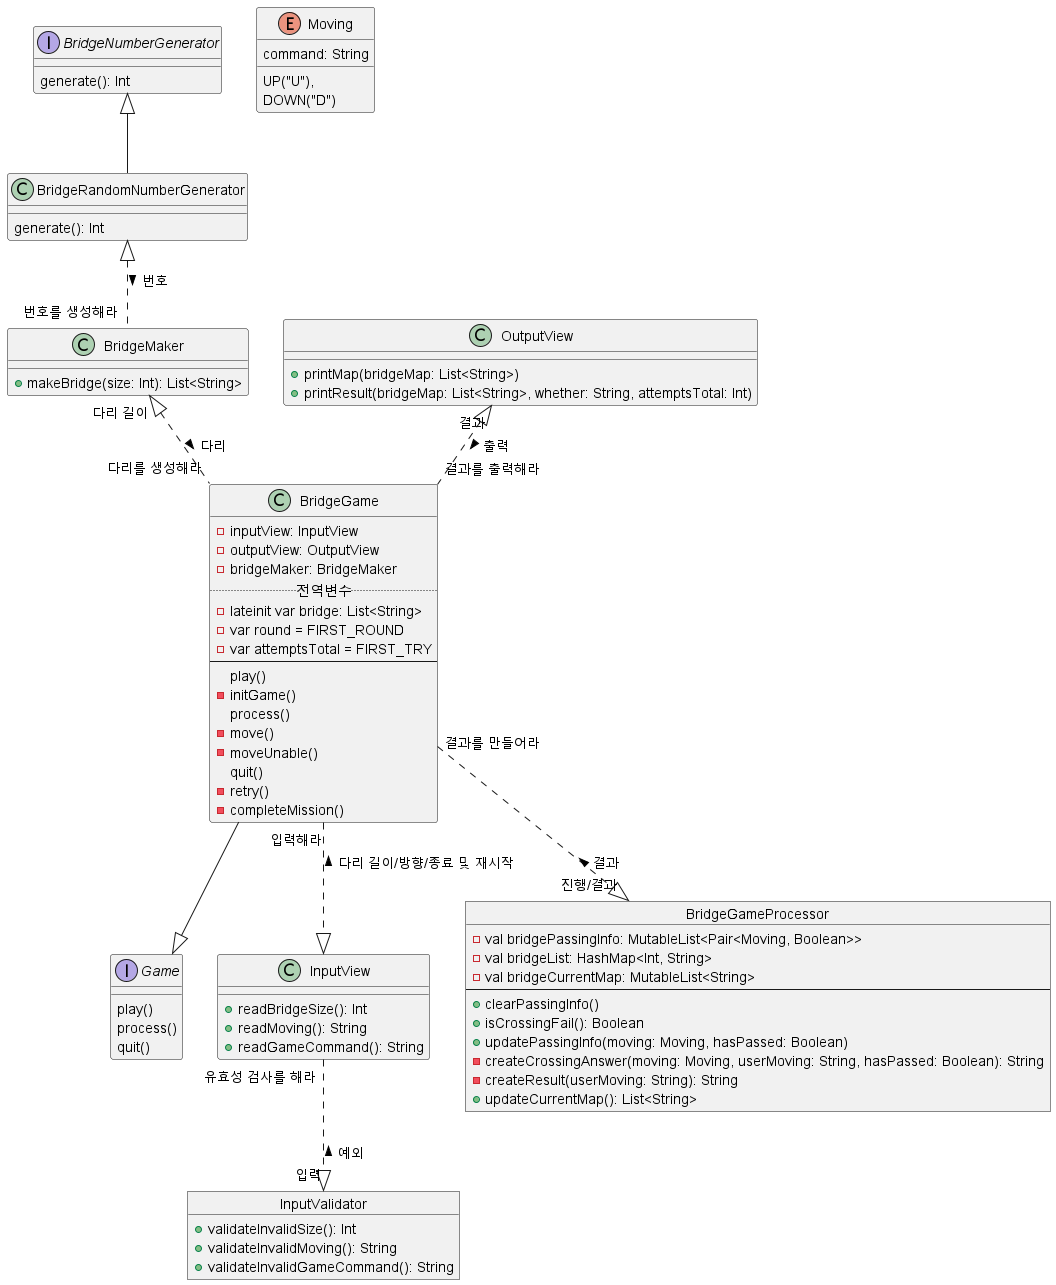 I BridgeNumberGenerator
generate(): Int
E Moving
command: String
UP("U"),
DOWN("D")
C BridgeRandomNumberGenerator
generate(): Int
번호
번호를 생성해라
C BridgeMaker
makeBridge(size: Int): List<String>
C OutputView
printMap(bridgeMap: List<String>)
printResult(bridgeMap: List<String>, whether: String, attemptsTotal: Int)
다리 길이
다리
다리를 생성해라
결과
출력
결과를 출력해라
C BridgeGame
inputView: InputView
outputView: OutputView
bridgeMaker: BridgeMaker
전역변수
lateinit var bridge: List<String>
var round = FIRST_ROUND
var attemptsTotal = FIRST_TRY
play()
initGame()
process()
move()
moveUnable()
quit()
retry()
completeMission()
결과를 만들어라
결과
진행/결과
입력해라
다리 길이/방향/종료 및 재시작
I Game
play()
process()
quit()
C InputView
readBridgeSize(): Int
readMoving(): String
readGameCommand(): String
BridgeGameProcessor
val bridgePassingInfo: MutableList<Pair<Moving, Boolean>>
val bridgeList: HashMap<Int, String>
val bridgeCurrentMap: MutableList<String>
clearPassingInfo()
isCrossingFail(): Boolean
updatePassingInfo(moving: Moving, hasPassed: Boolean)
createCrossingAnswer(moving: Moving, userMoving: String, hasPassed: Boolean): String
createResult(userMoving: String): String
updateCurrentMap(): List<String>
유효성 검사를 해라
예외
입력
InputValidator
validateInvalidSize(): Int
validateInvalidMoving(): String
validateInvalidGameCommand(): String